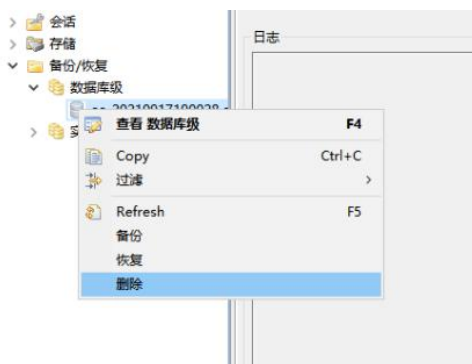 会话
存储
备份/恢复
数据库级
日志
查看 数据库级 F4
Copy Ctrl+C
过滤
Refresh F5
备份
恢复
删除